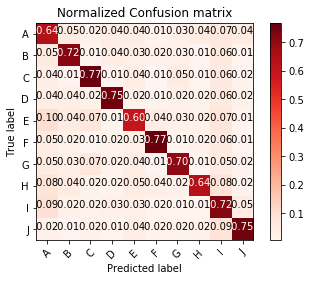 Normalized Confusion matrix
A 0.64 0.05 0.02 0.04 0.04 0.01 0.03 0.04 0.07 0.04
B 0.05 0.72 0.01 0.04 0.03 0.02 0.03 0.01 0.06 0.01
C 0.04 0.01 0.77 0.01 0.04 0.01 0.05 0.01 0.06 0.02
D 0.04 0.04 0.02 0.75 0.02 0.01 0.04 0.02 0.06 0.01
E 0.10 0.04 0.07 0.01 0.60 0.04 0.03 0.03 0.07 0.01
F 0.05 0.02 0.01 0.02 0.04 0.77 0.01 0.02 0.06 0.01
G 0.05 0.03 0.07 0.02 0.04 0.01 0.70 0.01 0.05 0.02
H 0.08 0.04 0.02 0.04 0.05 0.04 0.02 0.64 0.08 0.02
I 0.09 0.02 0.02 0.03 0.03 0.02 0.01 0.01 0.72 0.05
J 0.02 0.01 0.02 0.04 0.01 0.02 0.03 0.01 0.09 0.75
A B C D E F G H I J
True label
Predicted label
0.7
0.6
0.5
0.4
0.3
0.2
0.1